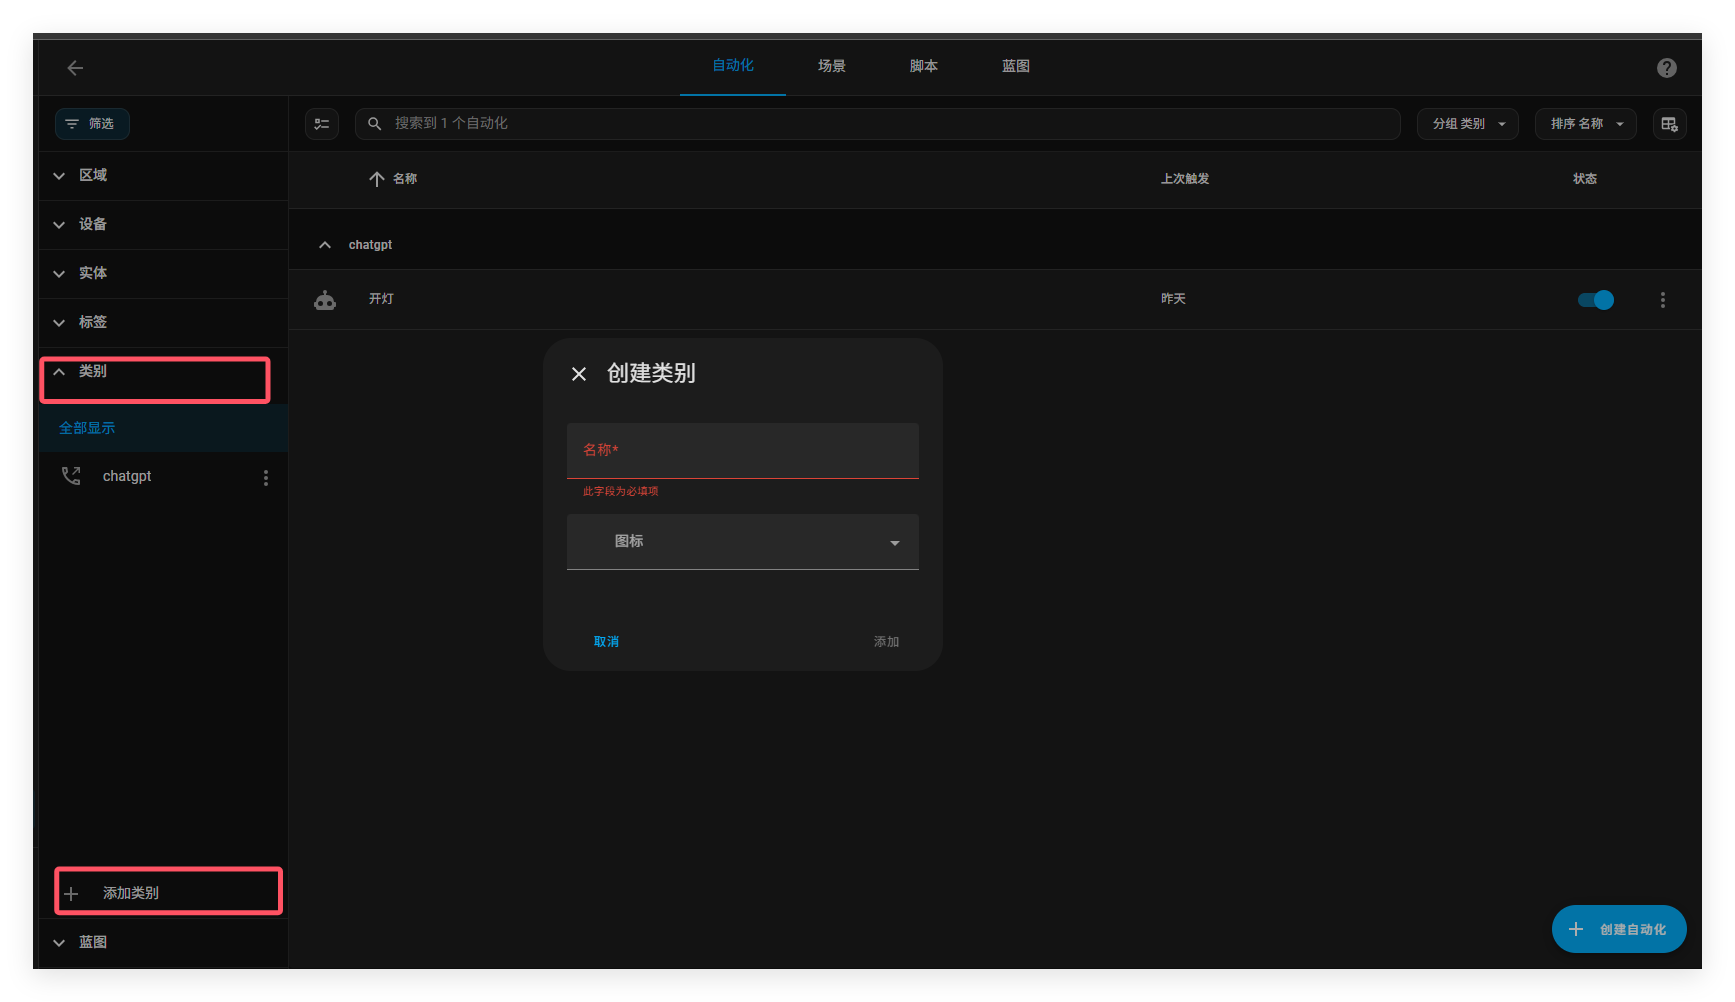 自动化
场景
脚本
蓝图
筛选
搜索到 1 个自动化
分组 类别
排序 名称
区域
设备
实体
标签
类别
全部显示
chatgpt
添加类别
蓝图
名称
上次触发
状态
chatgpt
开灯
昨天
创建类别
名称*
此字段为必填项
图标
取消
添加
创建自动化